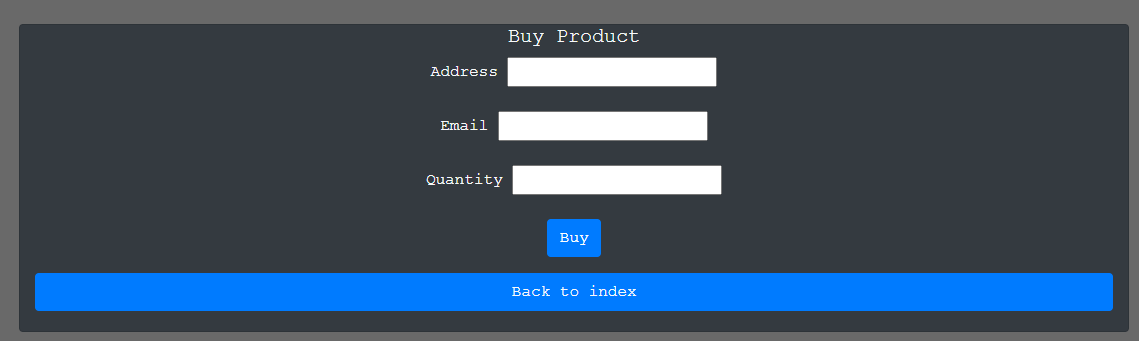 Buy Product
Address
Email
Quantity
Buy
Back to index